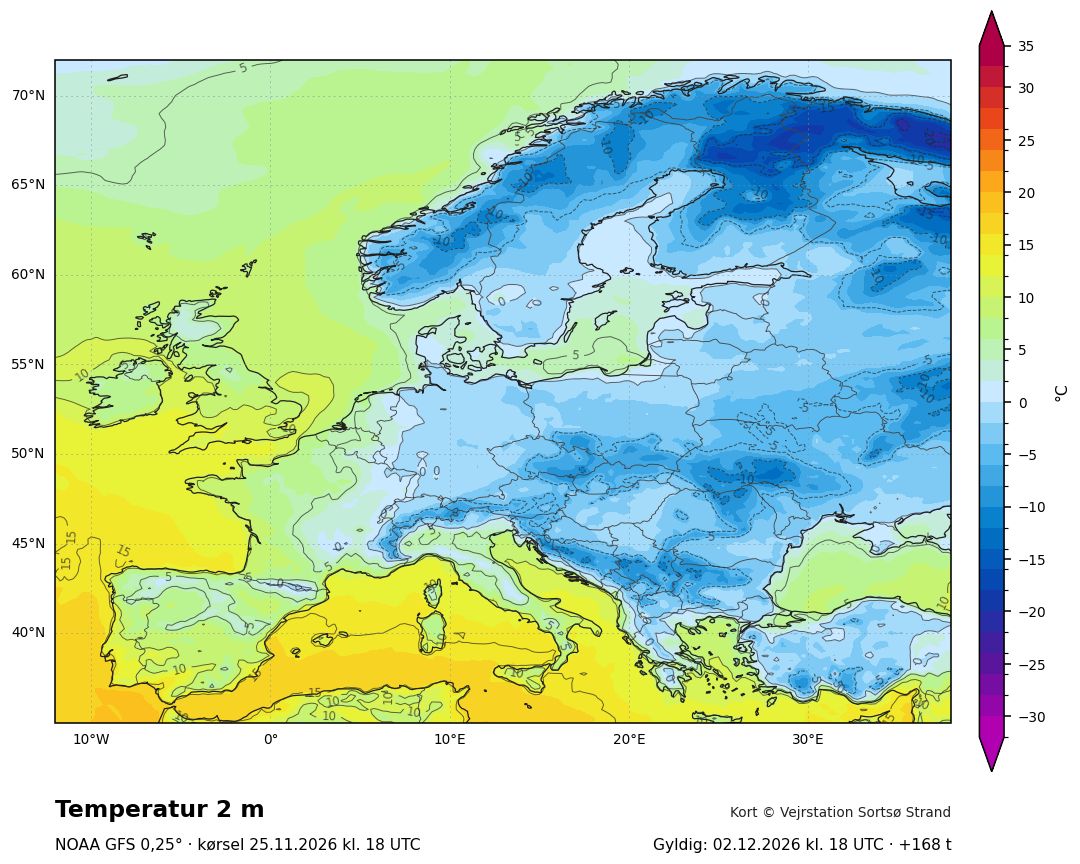 70°N
65°N
60°N
55°N
50°N
45°N
40°N
10°W
0°
10°E
20°E
30°E
35
30
25
20
15
10
5
0
−5
−10
−15
−20
−25
−30
°C
Temperatur 2 m
Kort © Vejrstation Sortsø Strand
NOAA GFS 0,25° · kørsel 25.11.2026 kl. 18 UTC
Gyldig: 02.12.2026 kl. 18 UTC · +168 t